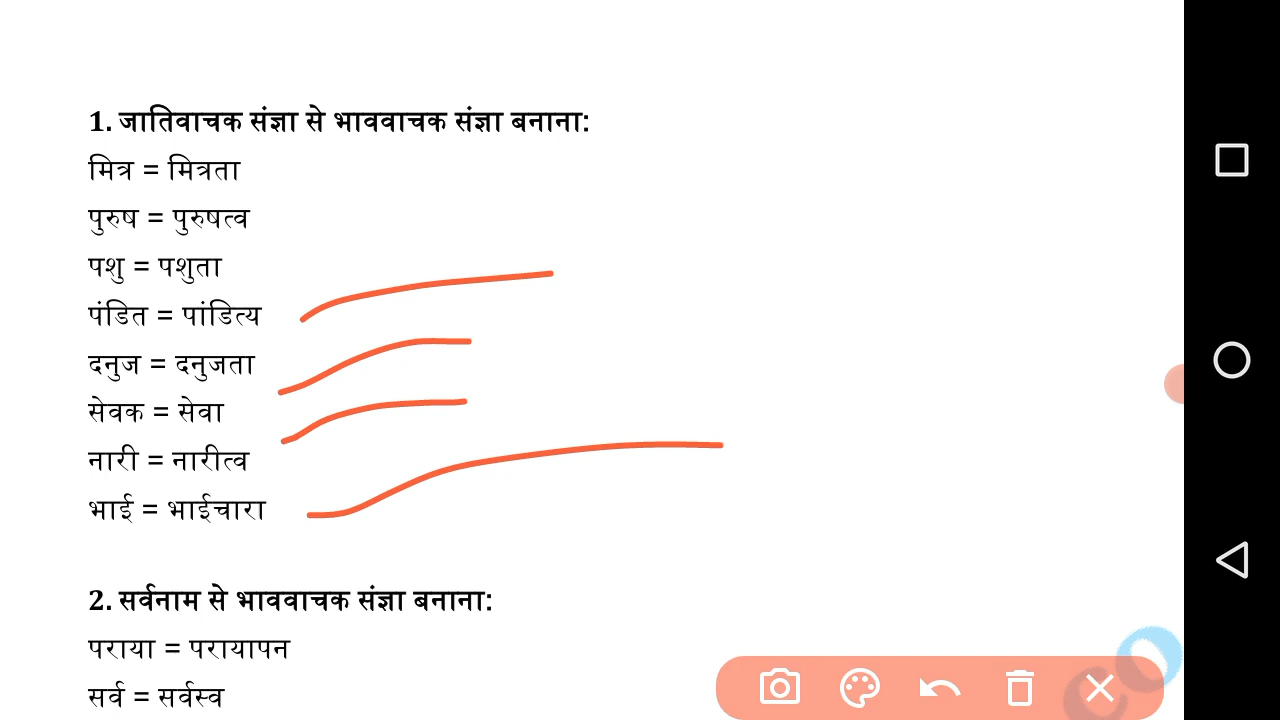 1. जातिवाचक संज्ञा से भाववाचक संज्ञा बनाना:
मित्र = मित्रता
पुरुष = पुरुषत्व
पशु = पशुता
पंडित = पांडित्य
दनुज = दनुजता
सेवक = सेवा
नारी = नारीत्व
भाई = भाईचारा
2. सर्वनाम से भाववाचक संज्ञा बनाना:
पराया = परायापन
सर्व = सर्वस्व